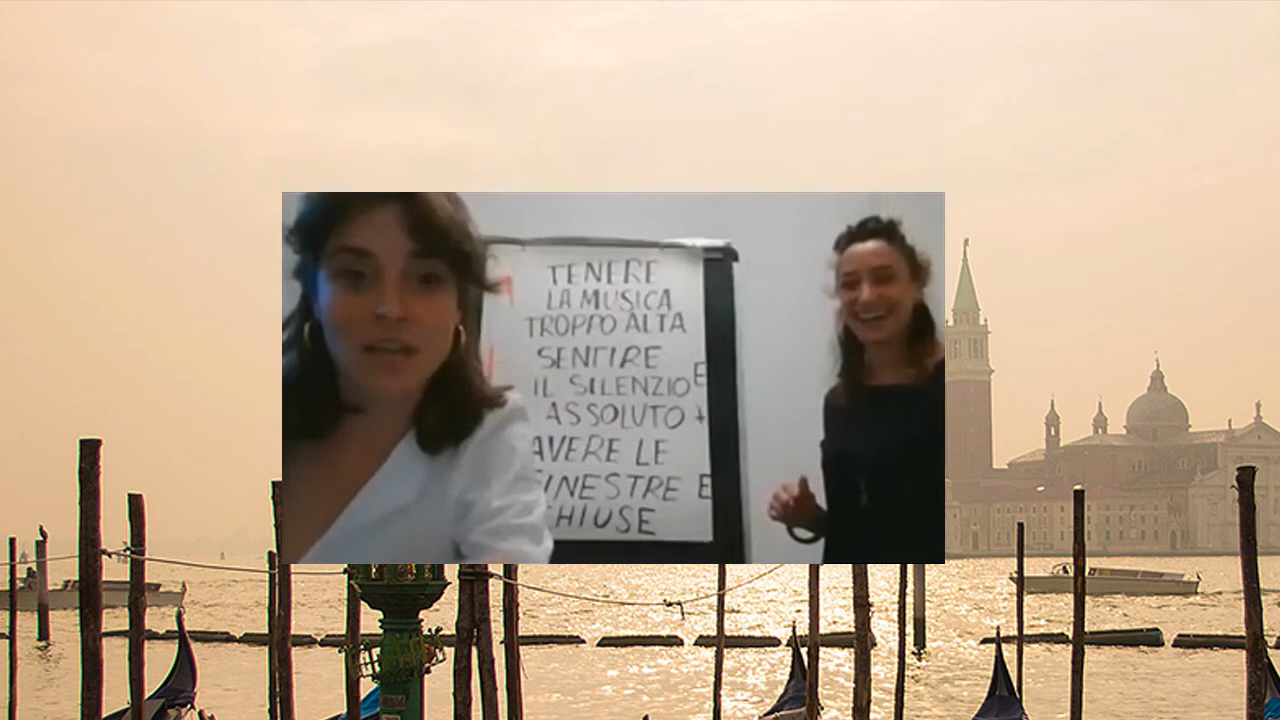 TENERE
LA MUSICA
TROPPO ALTA
SENTIRE
IL SILENZIO E
ASSOLUTO +
AVERE LE
FINESTRE E
CHIUSE